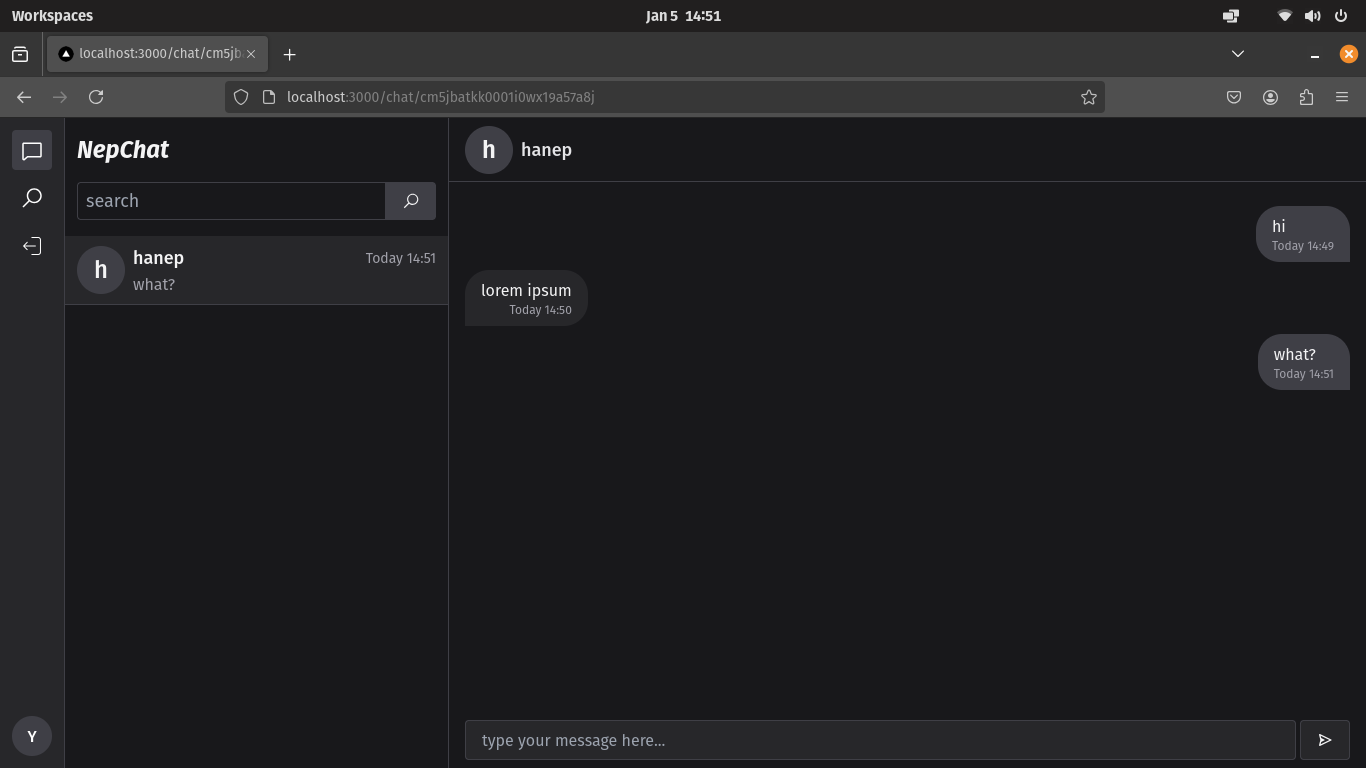 Workspaces
Jan 5 14:51
localhost:3000/chat/cm5jb
localhost:3000/chat/cm5jbatkk0001i0wx19a57a8j
NepChat
search
h
hanep
Today 14:51
what?
Y
h
hanep
hi
Today 14:49
lorem ipsum
Today 14:50
what?
Today 14:51
type your message here...